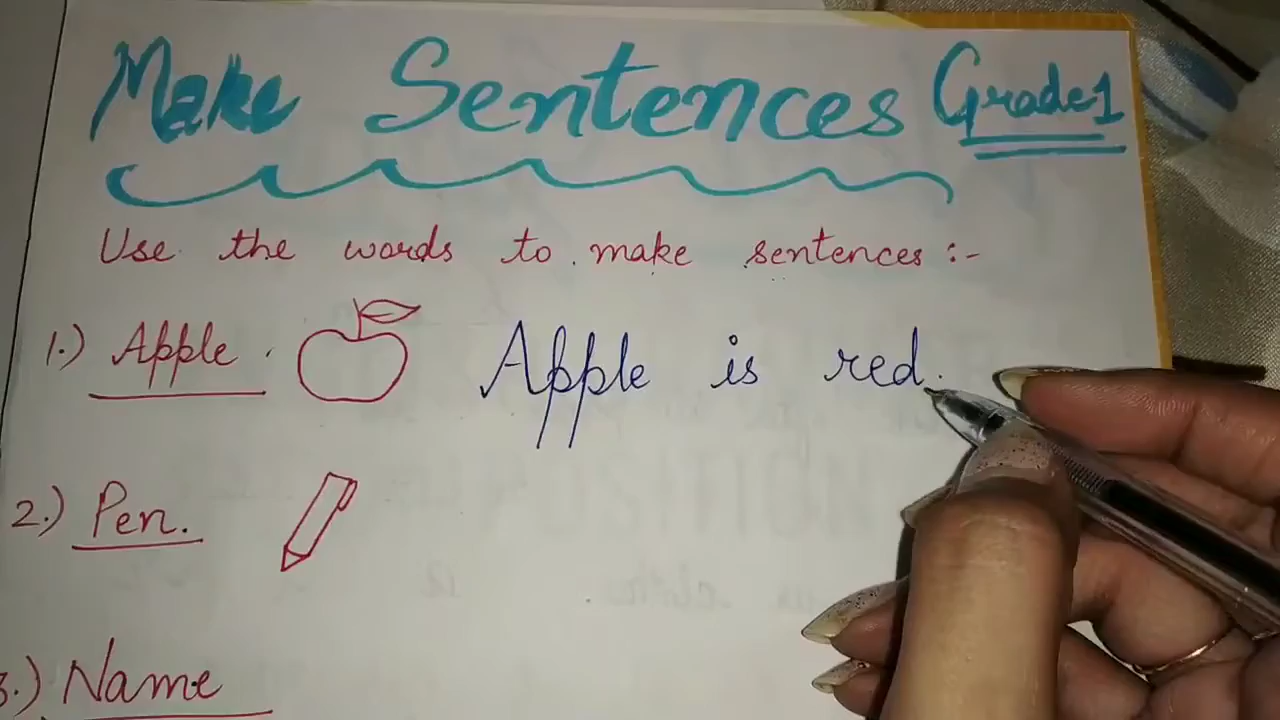 Make Sentences Grade 1
Use the words to make sentences :-
1.) Apple. Apple is red.
2.) Pen.
3.) Name